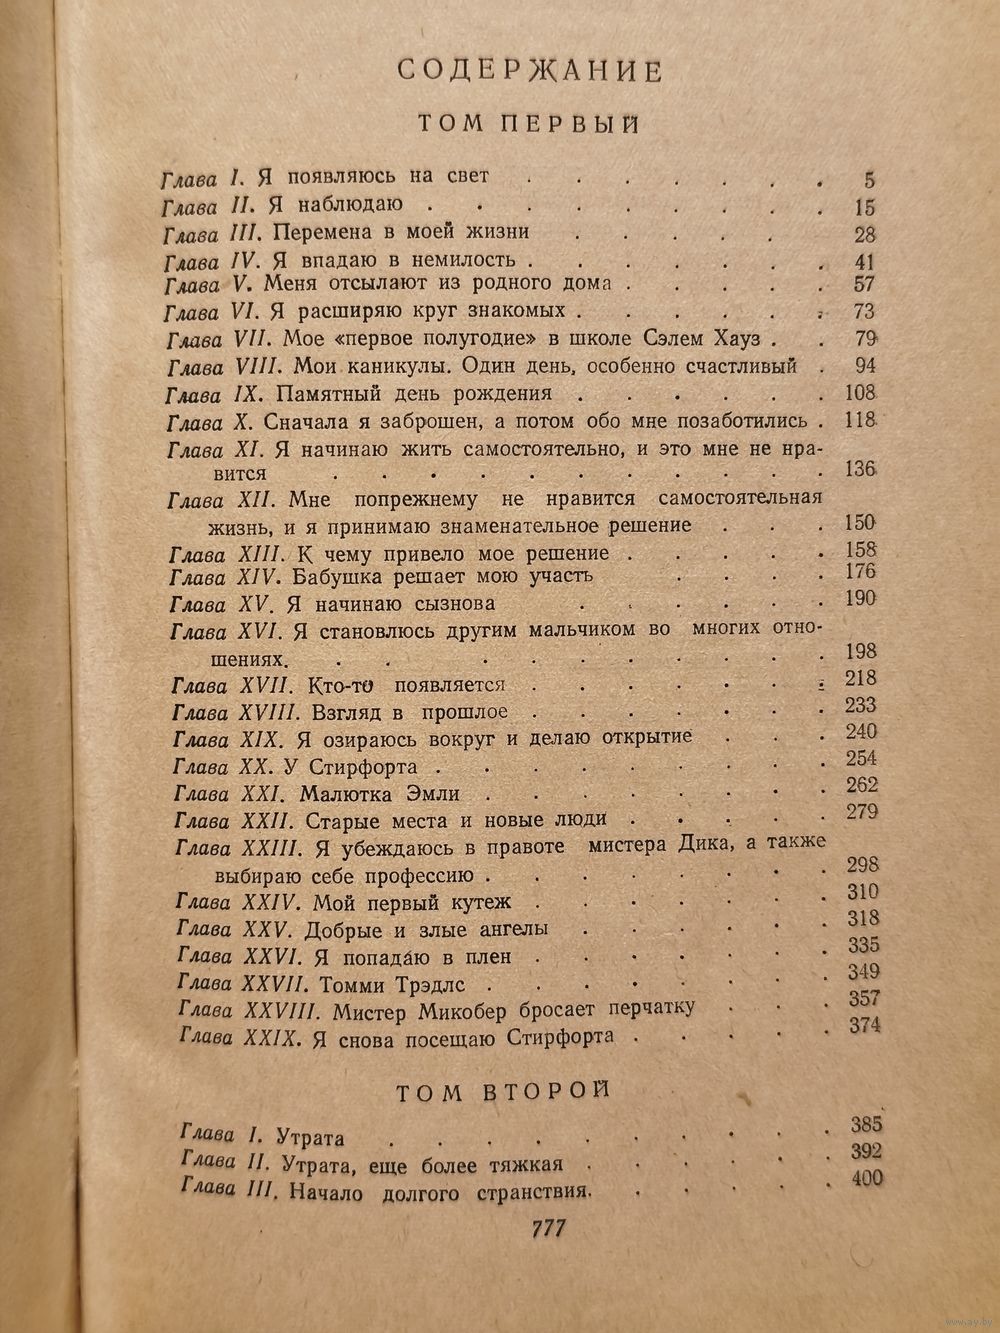 СОДЕРЖАНИЕ
ТОМ ПЕРВЫЙ
Глава I. Я появляюсь на свет . . . . . . . 5
Глава II. Я наблюдаю . . . . . . . . . 15
Глава III. Перемена в моей жизни . . . . . 28
Глава IV. Я впадаю в немилость . . . . . . . 41
Глава V. Меня отсылают из родного дома . . . . . 57
Глава VI. Я расширяю круг знакомых . . . . . . 73
Глава VII. Мое «первое полугодие» в школе Сэлем Хауз . . 79
Глава VIII. Мои каникулы. Один день, особенно счастливый . 94
Глава IX. Памятный день рождения . . . . . . 108
Глава X. Сначала я заброшен, а потом обо мне позаботились . 118
Глава XI. Я начинаю жить самостоятельно, и это мне не нра-
вится . . . . . . . . . . . 136
Глава XII. Мне попрежнему не нравится самостоятельная
жизнь, и я принимаю знаменательное решение . . . 150
Глава XIII. К чему привело мое решение . . . . . 158
Глава XIV. Бабушка решает мою участь . . . . 176
Глава XV. Я начинаю сызнова . . . . . . 190
Глава XVI. Я становлюсь другим мальчиком во многих отно-
шениях. . . . . . . . . . . 198
Глава XVII. Кто-то появляется . . . . . . . 218
Глава XVIII. Взгляд в прошлое . . . . . . . 233
Глава XIX. Я озираюсь вокруг и делаю открытие . . . 240
Глава XX. У Стирфорта . . . . . . . . . 254
Глава XXI. Малютка Эмли . . . . . . . . 262
Глава XXII. Старые места и новые люди . . . . . 279
Глава XXIII. Я убеждаюсь в правоте мистера Дика, а также
выбираю себе профессию . . . . . . . . 298
Глава XXIV. Мой первый кутеж . . . . . . . 310
Глава XXV. Добрые и злые ангелы . . . . . . 318
Глава XXVI. Я попада́ю в плен . . . . . . . 335
Глава XXVII. Томми Трэдлс . . . . . . . . 349
Глава XXVIII. Мистер Микобер бросает перчатку . . . 357
Глава XXIX. Я снова посещаю Стирфорта . . . . . 374
ТОМ ВТОРОЙ
Глава I. Утрата . . . . . . . . . . 385
Глава II. Утрата, еще более тяжкая . . . . . . 392
Глава III. Начало долгого странствия. . . . . . 400
777
www.ay.by